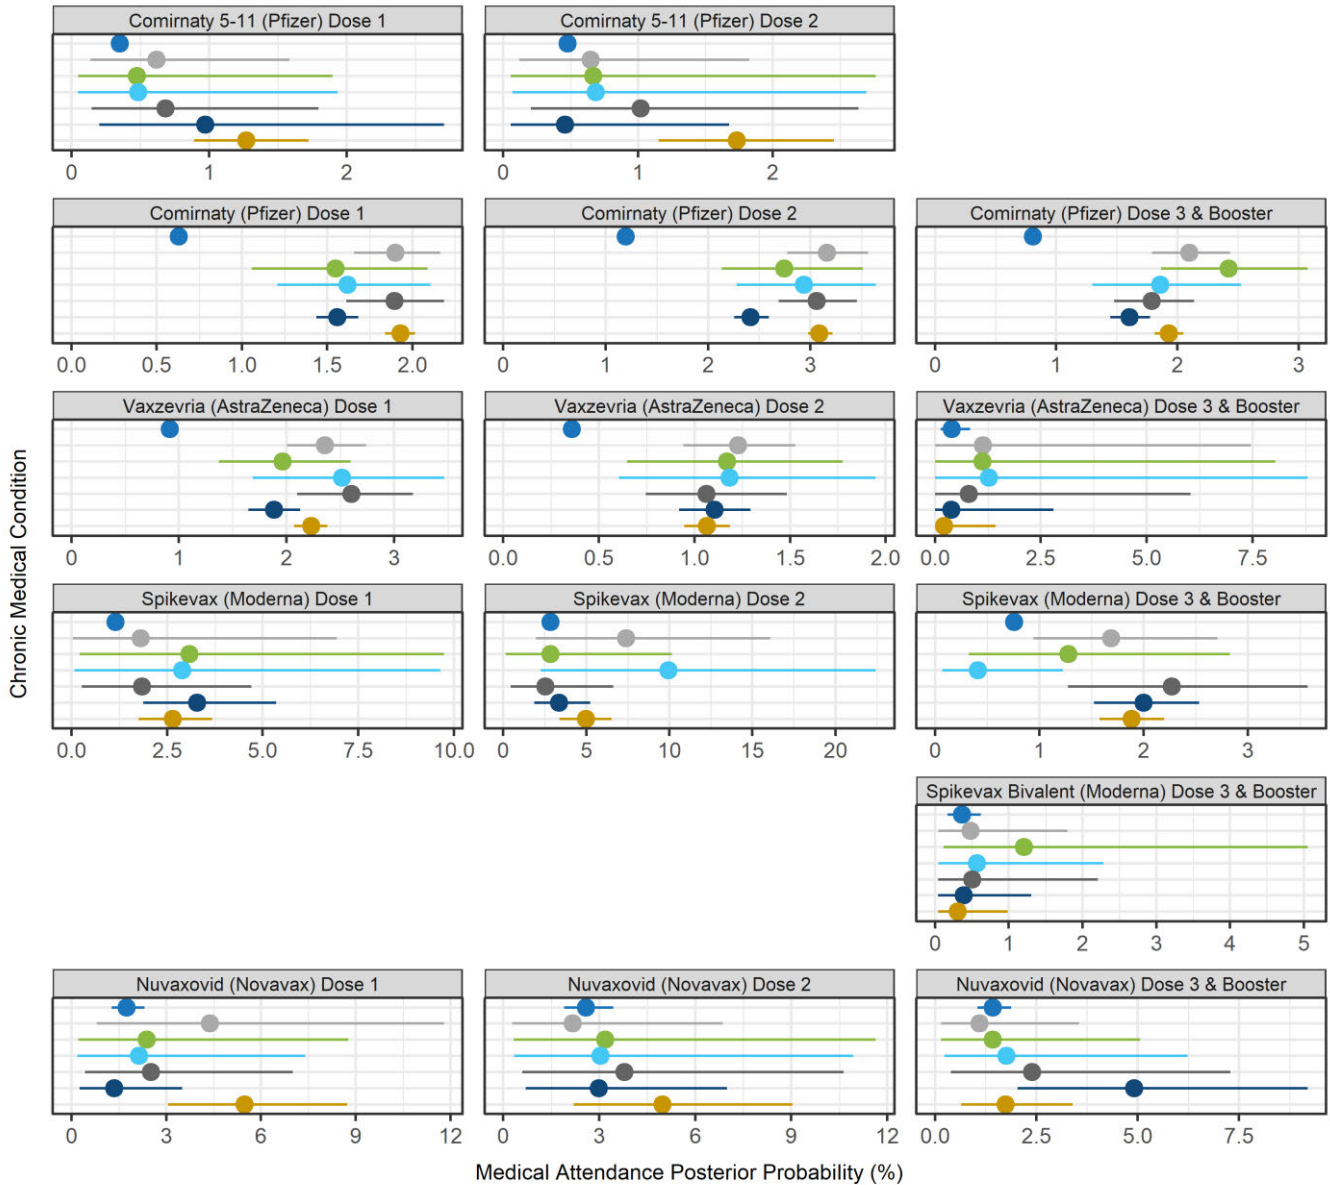 Comirnaty 5-11 (Pfizer) Dose 1
Comirnaty 5-11 (Pfizer) Dose 2
0 1 2
0 1 2
Comirnaty (Pfizer) Dose 1
Comirnaty (Pfizer) Dose 2
Comirnaty (Pfizer) Dose 3 & Booster
0.0 0.5 1.0 1.5 2.0
0 1 2 3
0 1 2 3
Vaxzevria (AstraZeneca) Dose 1
Vaxzevria (AstraZeneca) Dose 2
Vaxzevria (AstraZeneca) Dose 3 & Booster
0 1 2 3
0.0 0.5 1.0 1.5 2.0
0.0 2.5 5.0 7.5
Chronic Medical Condition
Spikevax (Moderna) Dose 1
Spikevax (Moderna) Dose 2
Spikevax (Moderna) Dose 3 & Booster
0.0 2.5 5.0 7.5 10.0
0 5 10 15 20
0 1 2 3
Spikevax Bivalent (Moderna) Dose 3 & Booster
0 1 2 3 4 5
Nuvaxovid (Novavax) Dose 1
Nuvaxovid (Novavax) Dose 2
Nuvaxovid (Novavax) Dose 3 & Booster
0 3 6 9 12
0 3 6 9 12
0.0 2.5 5.0 7.5
Medical Attendance Posterior Probability (%)